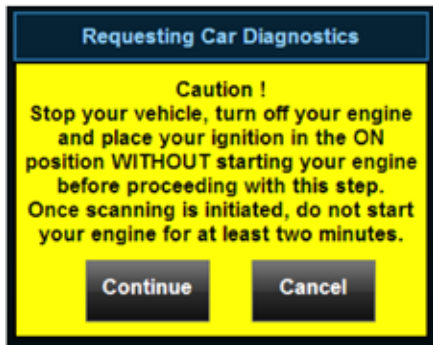 Requesting Car Diagnostics
Caution !
Stop your vehicle, turn off your engine
and place your ignition in the ON
position WITHOUT starting your engine
before proceeding with this step.
Once scanning is initiated, do not start
your engine for at least two minutes.
Continue Cancel